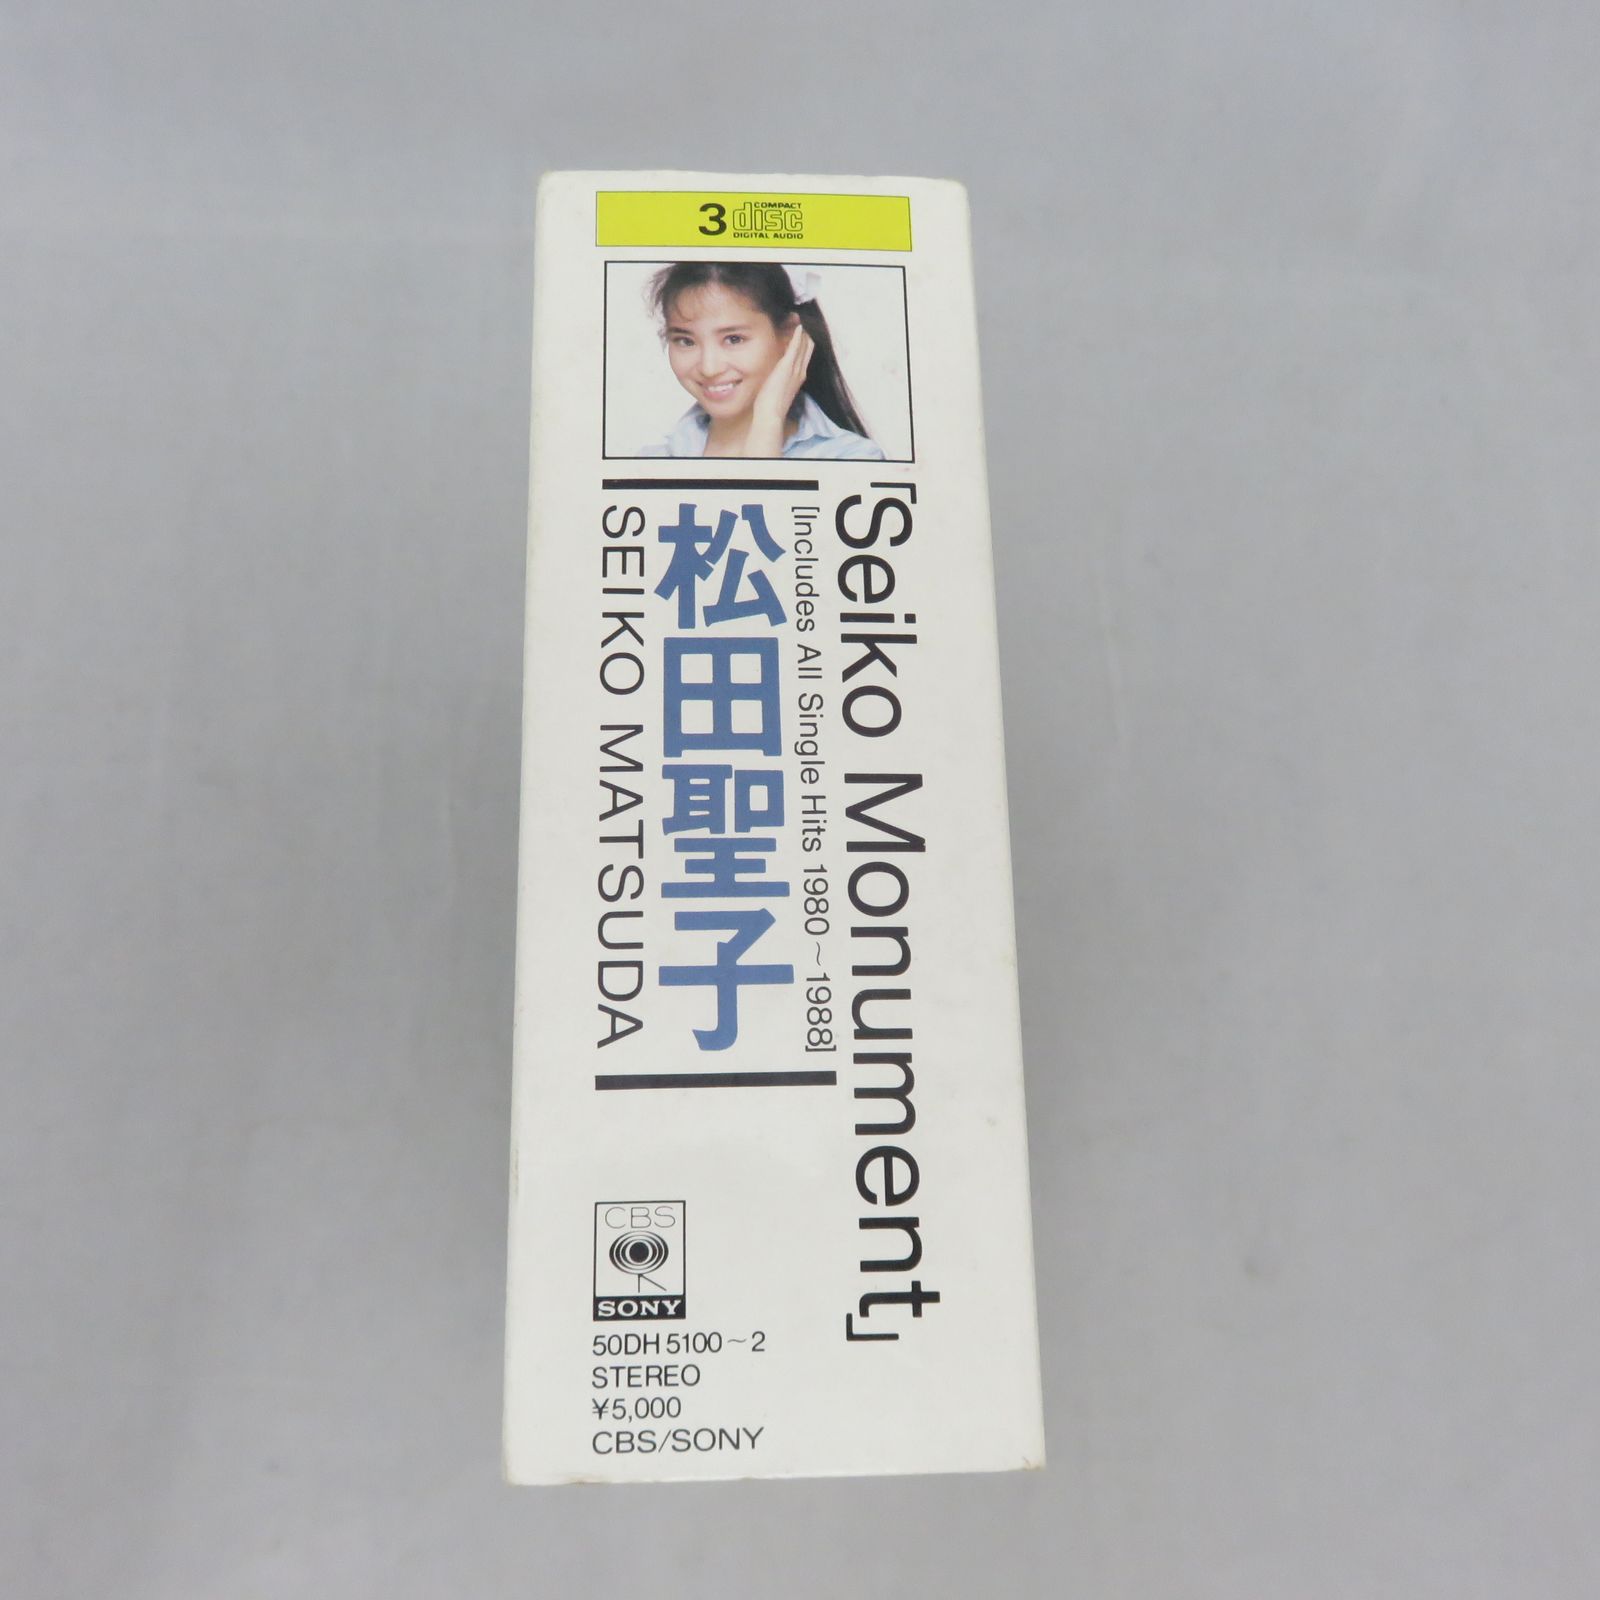 3 COMPACT
disc
DIGITAL AUDIO
「Seiko Monument」
[Includes All Single Hits 1980~1988]
松田聖子
SEIKO MATSUDA
CBS
SONY
50DH 5100~2
STEREO
¥5,000
CBS/SONY